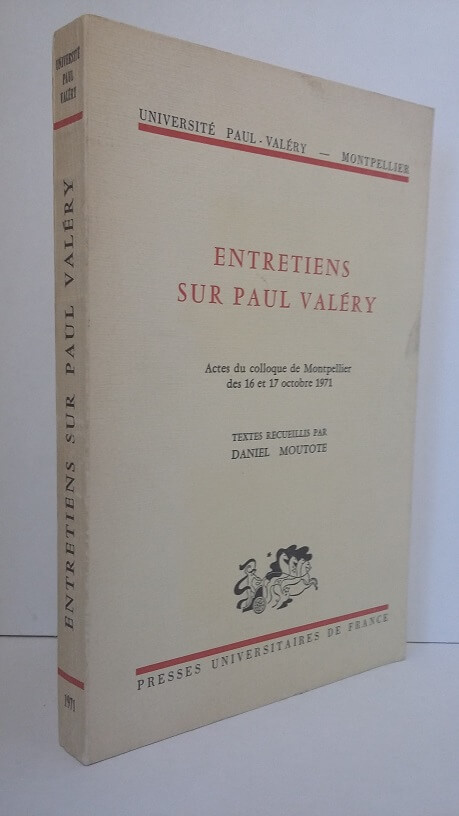 UNIVERSITÉ
PAUL
VALÉRY
ENTRETIENS SUR PAUL VALÉRY
1971
UNIVERSITÉ PAUL-VALÉRY — MONTPELLIER
ENTRETIENS
SUR PAUL VALÉRY
Actes du colloque de Montpellier
des 16 et 17 octobre 1971
TEXTES RECUEILLIS PAR
DANIEL MOUTOTE
PRESSES UNIVERSITAIRES DE FRANCE